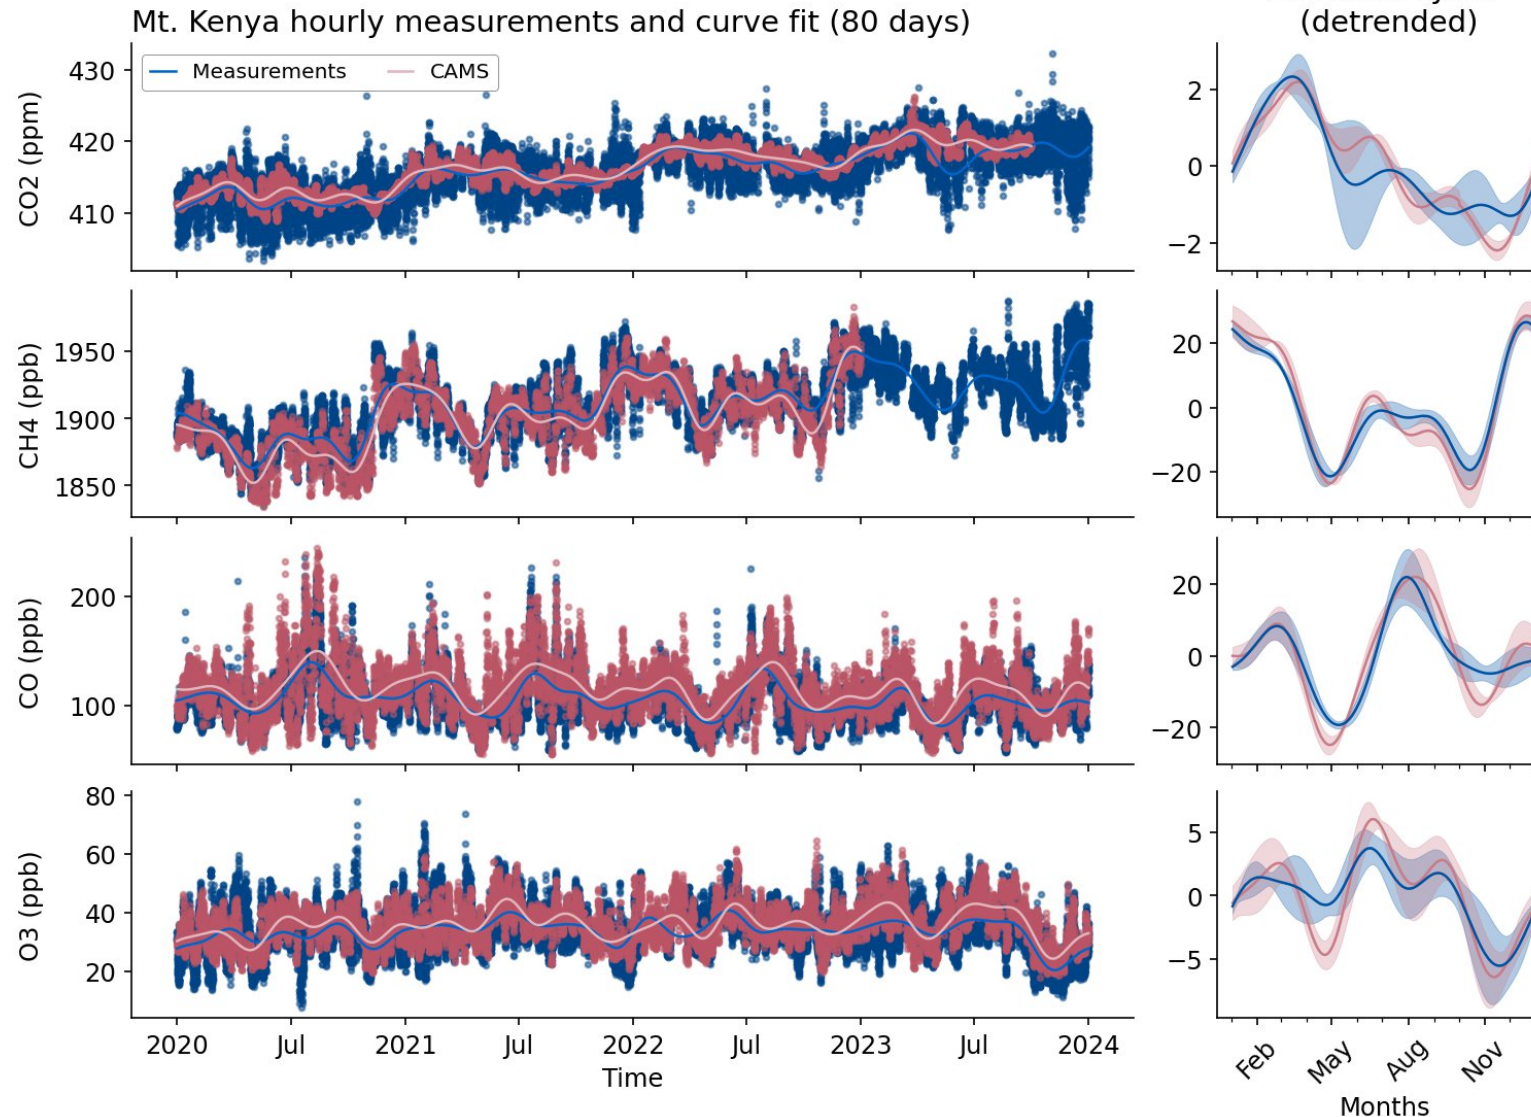 Mt. Kenya hourly measurements and curve fit (80 days)
(detrended)
Measurements
CAMS
CO2 (ppm)
430
420
410
2
0
−2
CH4 (ppb)
1950
1900
1850
20
0
−20
CO (ppb)
200
100
20
0
−20
O3 (ppb)
80
60
40
20
5
0
−5
2020
Jul
2021
Jul
2022
Jul
2023
Jul
2024
Time
Feb
May
Aug
Nov
Months